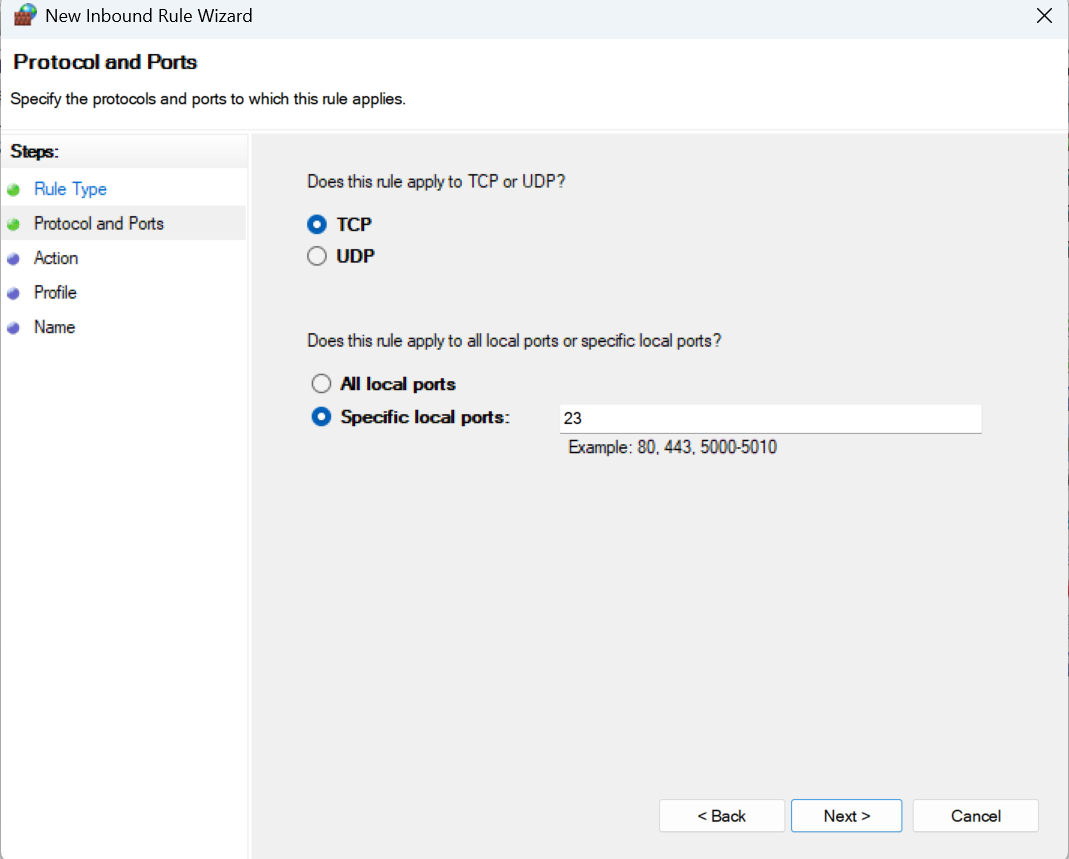 New Inbound Rule Wizard
Protocol and Ports
Specify the protocols and ports to which this rule applies.
Steps:
Rule Type
Protocol and Ports
Action
Profile
Name
Does this rule apply to TCP or UDP?
TCP
UDP
Does this rule apply to all local ports or specific local ports?
All local ports
Specific local ports: 23
Example: 80, 443, 5000-5010
< Back Next > Cancel